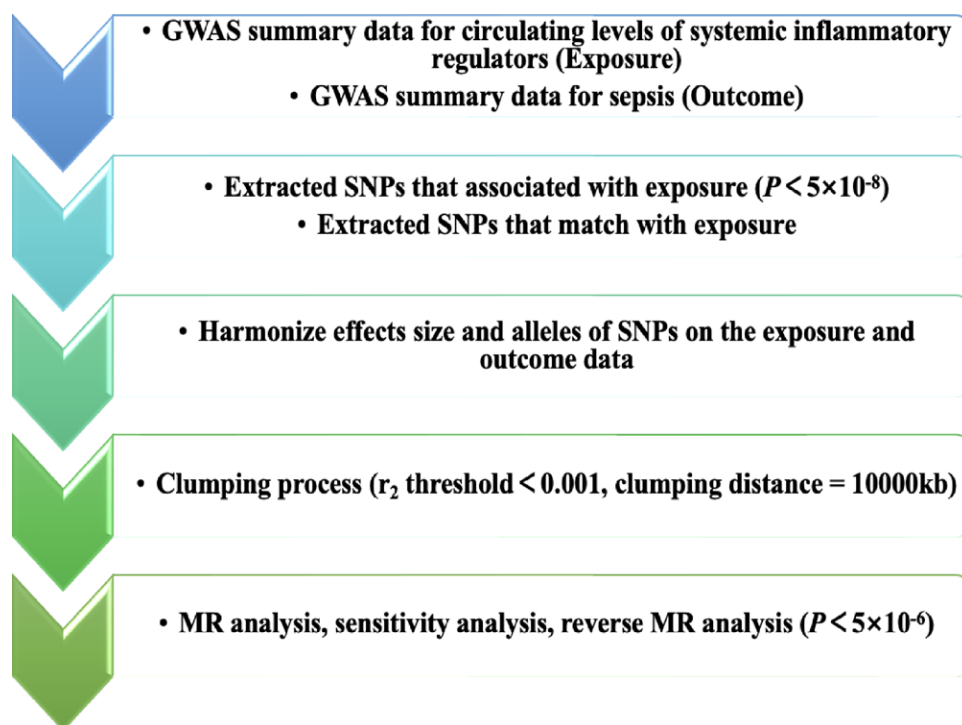 • GWAS summary data for circulating levels of systemic inflammatory
regulators (Exposure)
• GWAS summary data for sepsis (Outcome)
• Extracted SNPs that associated with exposure (P<5×10⁻⁸)
• Extracted SNPs that match with exposure
• Harmonize effects size and alleles of SNPs on the exposure and
outcome data
• Clumping process (r₂ threshold<0.001, clumping distance = 10000kb)
• MR analysis, sensitivity analysis, reverse MR analysis (P<5×10⁻⁶)